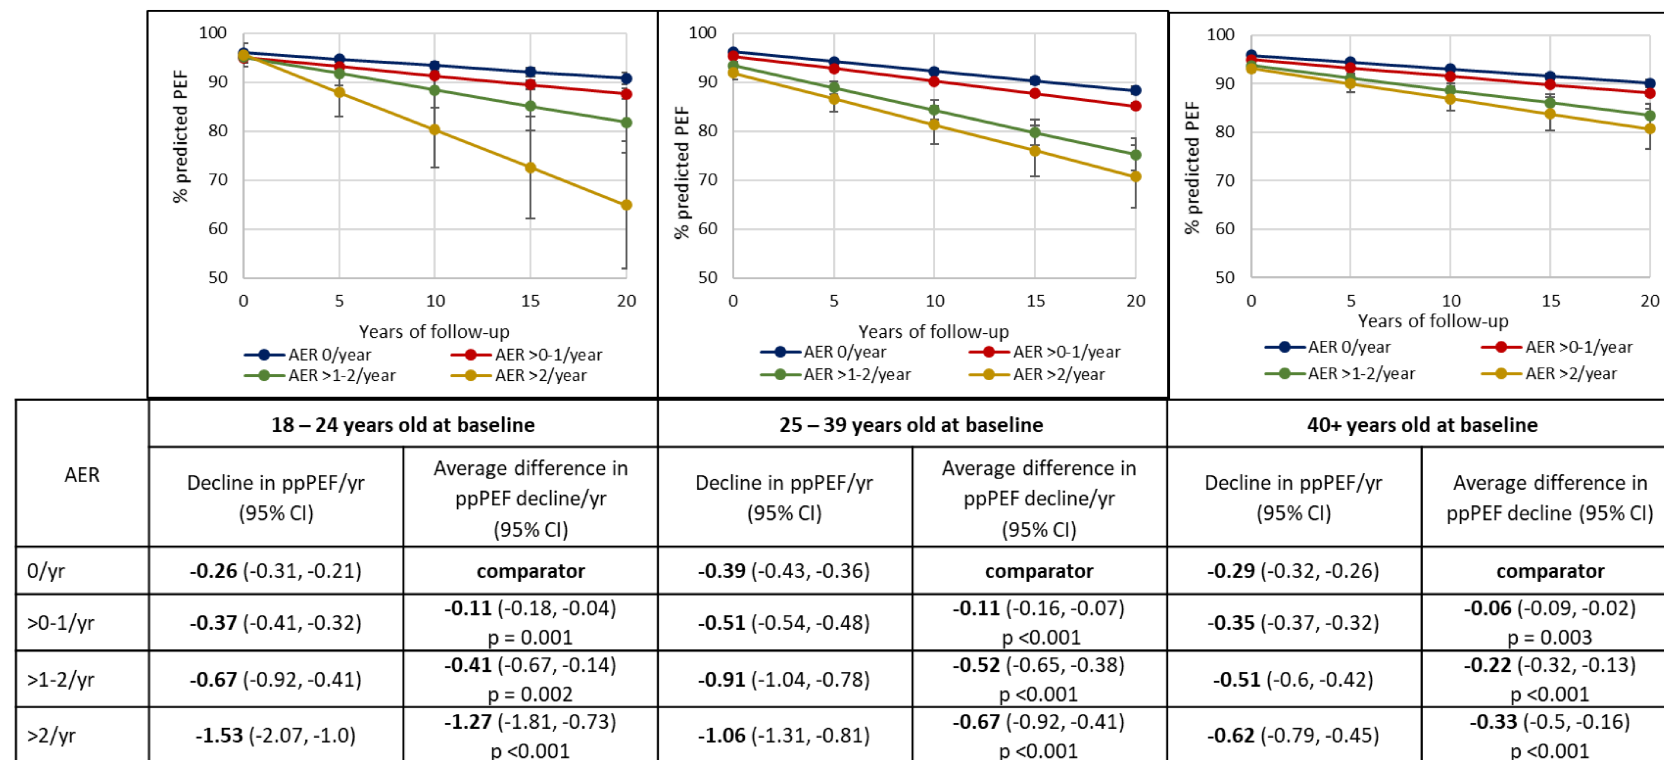 100
90
80
70
60
50
% predicted PEF
0 5 10 15 20
Years of follow-up
AER 0/year AER >0-1/year
AER >1-2/year AER >2/year
100
90
80
70
60
50
% predicted PEF
0 5 10 15 20
Years of follow-up
AER 0/year AER >0-1/year
AER >1-2/year AER >2/year
100
90
80
70
60
50
% predicted PEF
0 5 10 15 20
Years of follow-up
AER 0/year AER >0-1/year
AER >1-2/year AER >2/year
AER
18 – 24 years old at baseline
25 – 39 years old at baseline
40+ years old at baseline
Decline in ppPEF/yr
(95% CI)
Average difference in
ppPEF decline/yr
(95% CI)
Decline in ppPEF/yr
(95% CI)
Average difference in
ppPEF decline/yr
(95% CI)
Decline in ppPEF/yr
(95% CI)
Average difference in
ppPEF decline (95% CI)
0/yr
-0.26 (-0.31, -0.21)
comparator
-0.39 (-0.43, -0.36)
comparator
-0.29 (-0.32, -0.26)
comparator
>0-1/yr
-0.37 (-0.41, -0.32)
-0.11 (-0.18, -0.04)
p = 0.001
-0.51 (-0.54, -0.48)
-0.11 (-0.16, -0.07)
p <0.001
-0.35 (-0.37, -0.32)
-0.06 (-0.09, -0.02)
p = 0.003
>1-2/yr
-0.67 (-0.92, -0.41)
-0.41 (-0.67, -0.14)
p = 0.002
-0.91 (-1.04, -0.78)
-0.52 (-0.65, -0.38)
p <0.001
-0.51 (-0.6, -0.42)
-0.22 (-0.32, -0.13)
p <0.001
>2/yr
-1.53 (-2.07, -1.0)
-1.27 (-1.81, -0.73)
p <0.001
-1.06 (-1.31, -0.81)
-0.67 (-0.92, -0.41)
p <0.001
-0.62 (-0.79, -0.45)
-0.33 (-0.5, -0.16)
p <0.001